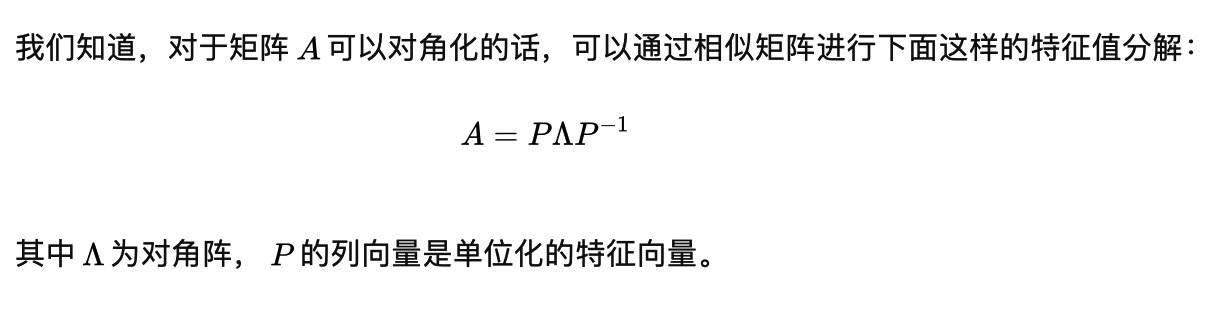 我们知道，对于矩阵 A 可以对角化的话，可以通过相似矩阵进行下面这样的特征值分解：
A = PΛP⁻¹
其中 Λ 为对角阵， P 的列向量是单位化的特征向量。